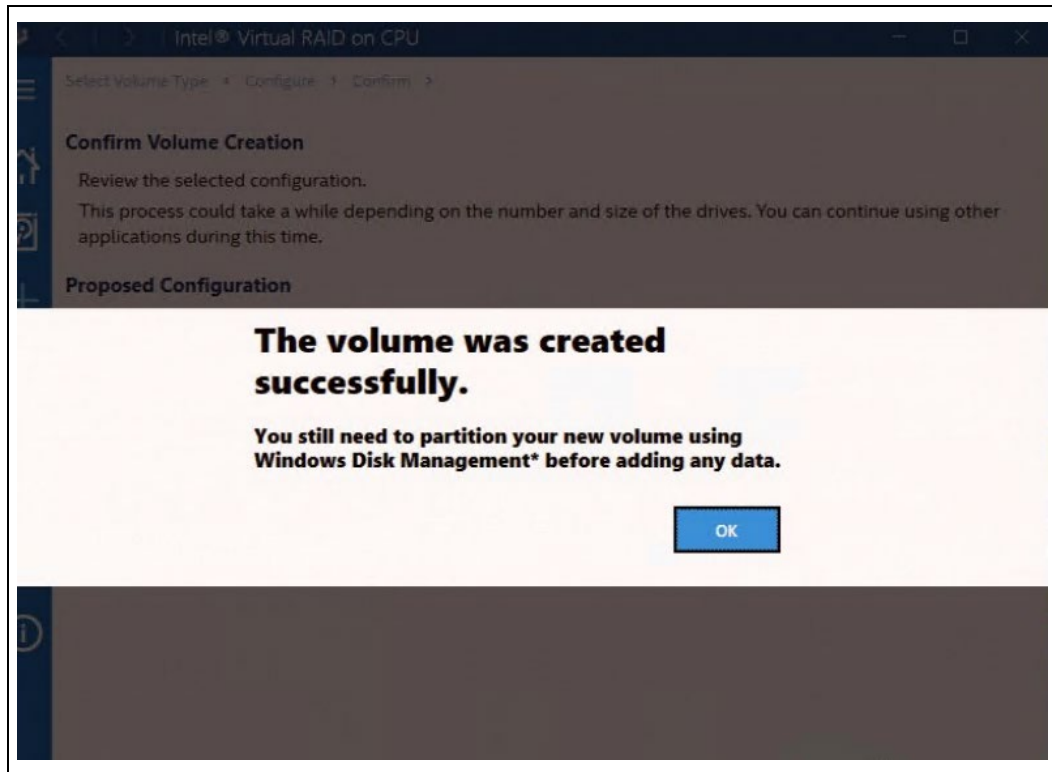 Intel® Virtual RAID on CPU
Select Volume Type > Configure > Confirm >
Confirm Volume Creation
Review the selected configuration.
This process could take a while depending on the number and size of the drives. You can continue using other
applications during this time.
Proposed Configuration
The volume was created
successfully.
You still need to partition your new volume using
Windows Disk Management* before adding any data.
OK